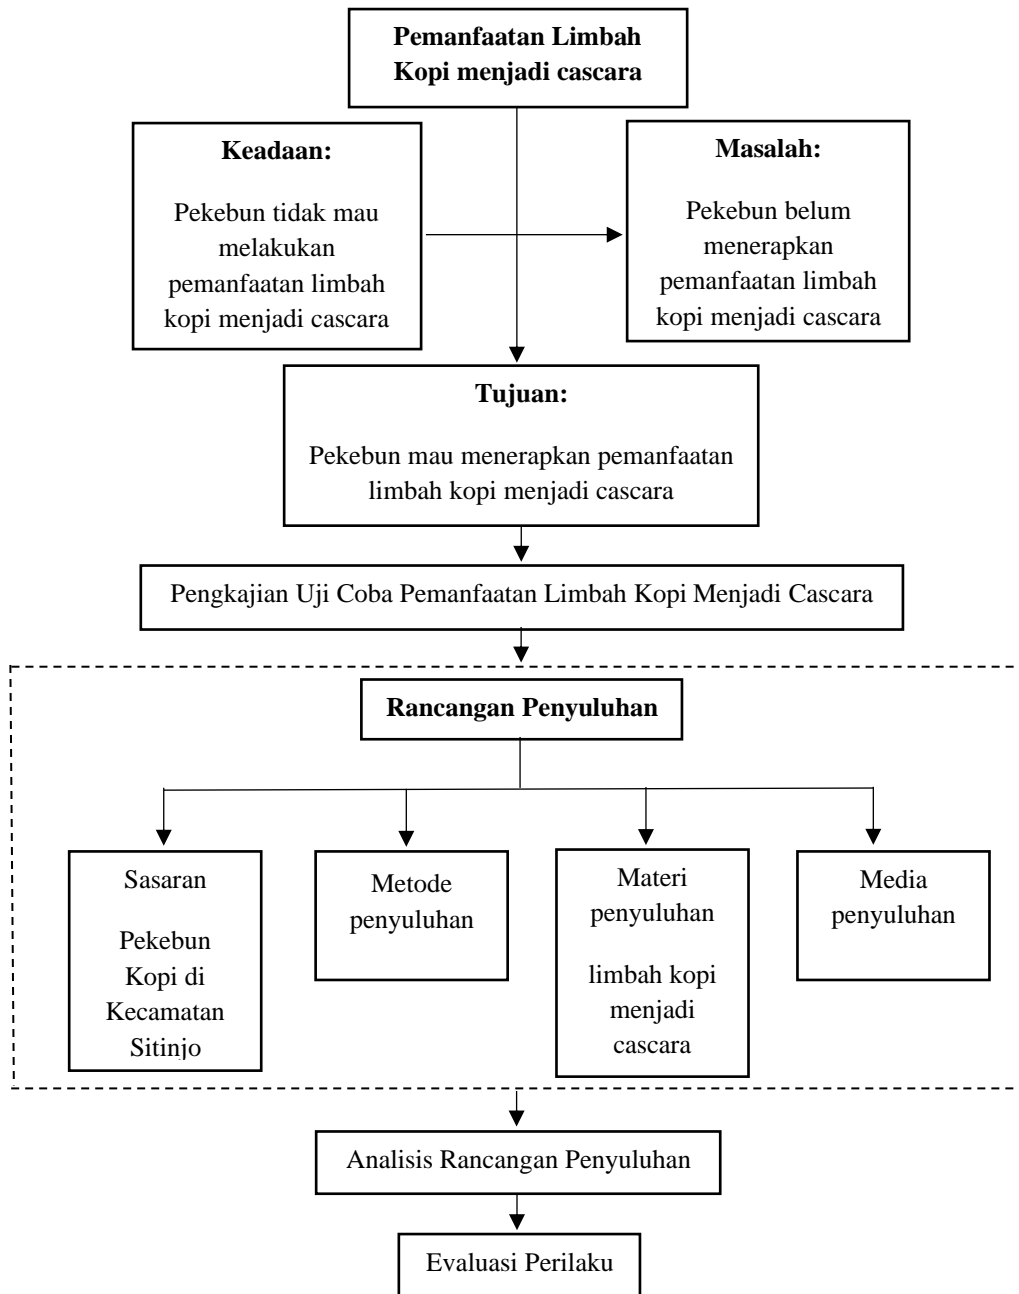 Pemanfaatan Limbah
Kopi menjadi cascara
Keadaan:
Pekebun tidak mau
melakukan
pemanfaatan limbah
kopi menjadi cascara
Masalah:
Pekebun belum
menerapkan
pemanfaatan limbah
kopi menjadi cascara
Tujuan:
Pekebun mau menerapkan pemanfaatan
limbah kopi menjadi cascara
Pengkajian Uji Coba Pemanfaatan Limbah Kopi Menjadi Cascara
Rancangan Penyuluhan
Sasaran
Pekebun
Kopi di
Kecamatan
Sitinjo
Metode
penyuluhan
Materi
penyuluhan
limbah kopi
menjadi
cascara
Media
penyuluhan
Analisis Rancangan Penyuluhan
Evaluasi Perilaku